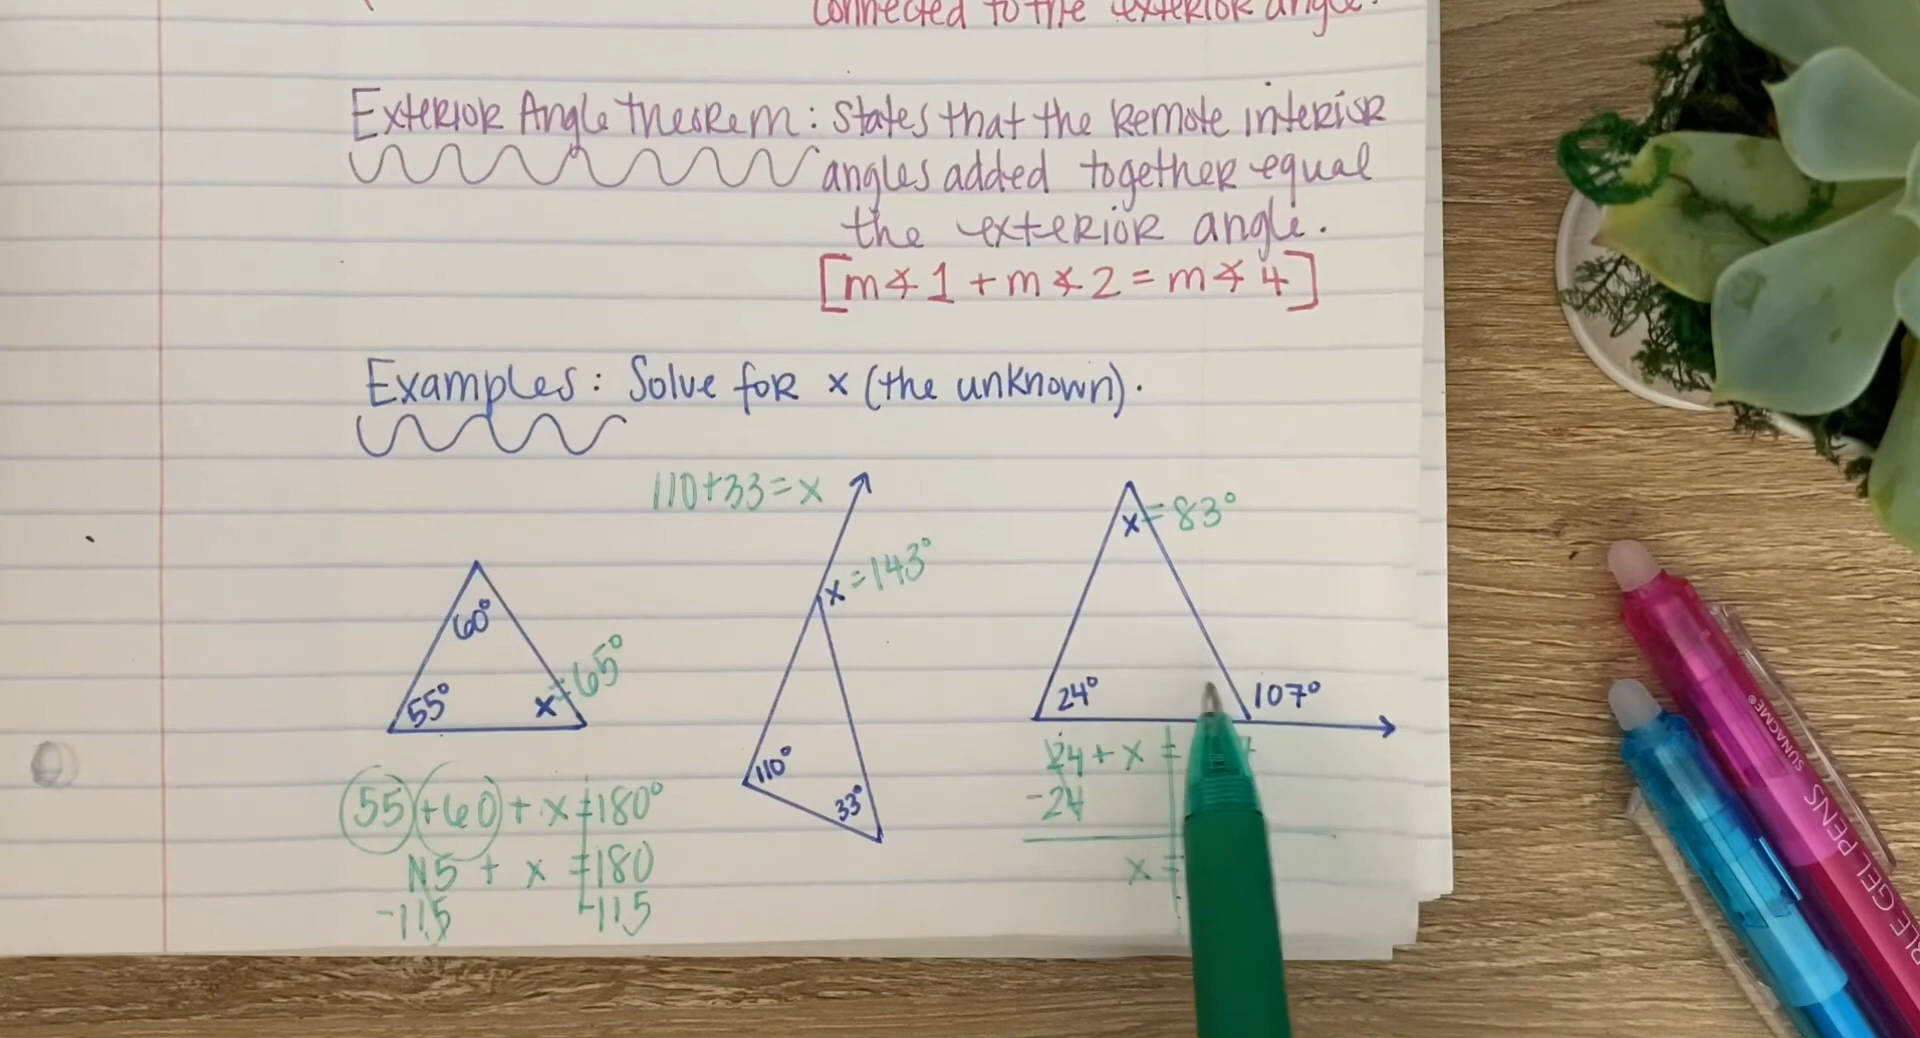 connected to the exterior angle.
Exterior Angle Theorem: States that the remote interior
angles added together equal
the exterior angle.
[m∡1 + m∡2 = m∡4]
Examples: Solve for x (the unknown).
60°
55°
x = 65°
55 + 60 + x = 180°
115 + x = 180
-115 -115
110+33=x
x = 143°
110°
33°
x = 83°
24°
107°
24 + x =
-24
x =
SUNACME®
GEL PENS